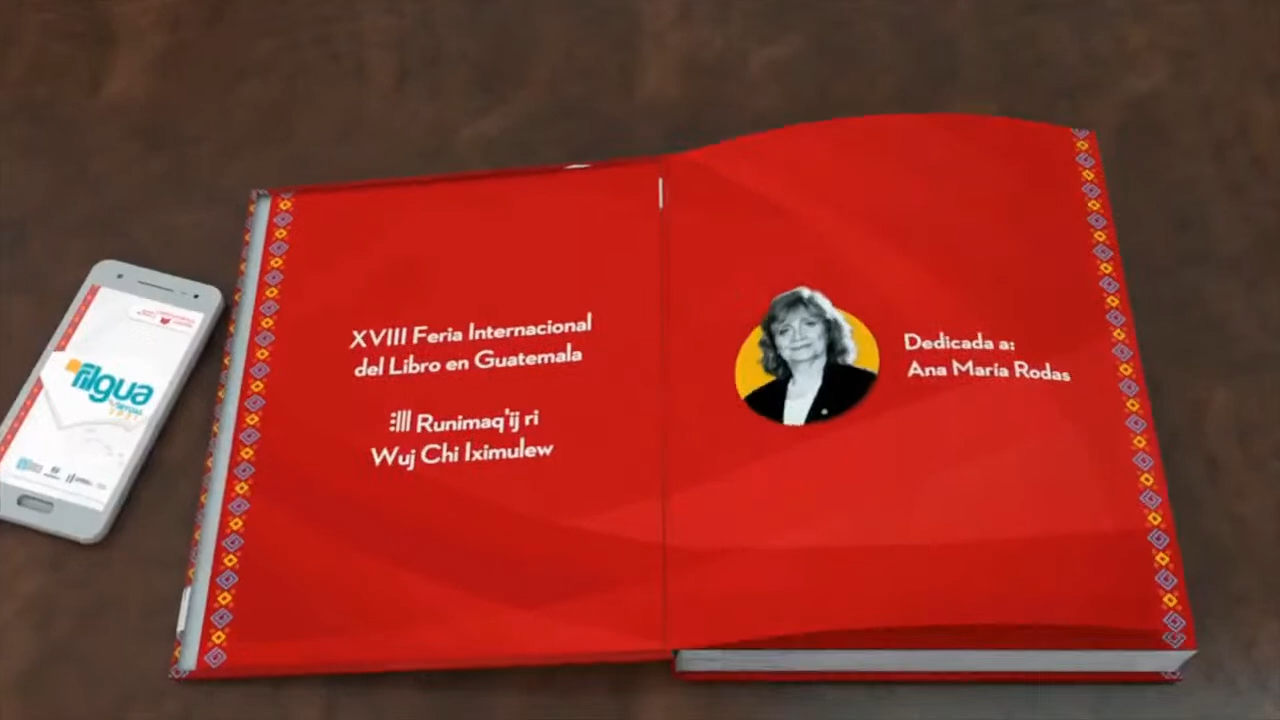 XVIII Feria Internacional
del Libro en Guatemala
Runimaq'ij ri
Wuj Chi Iximulew
Dedicada a:
Ana María Rodas
filgua